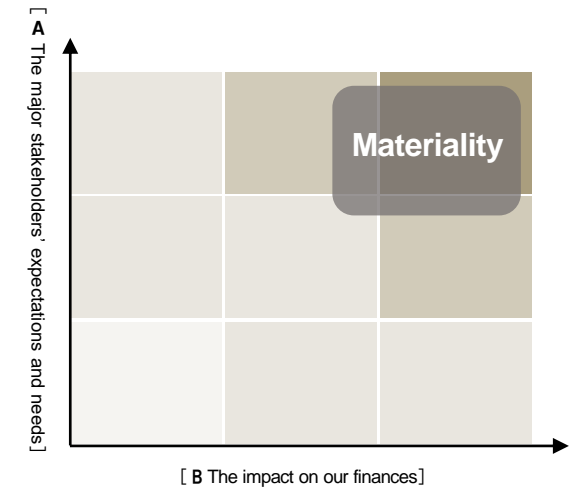 [ A The major stakeholders' expectations and needs]
Materiality
[ B The impact on our finances]